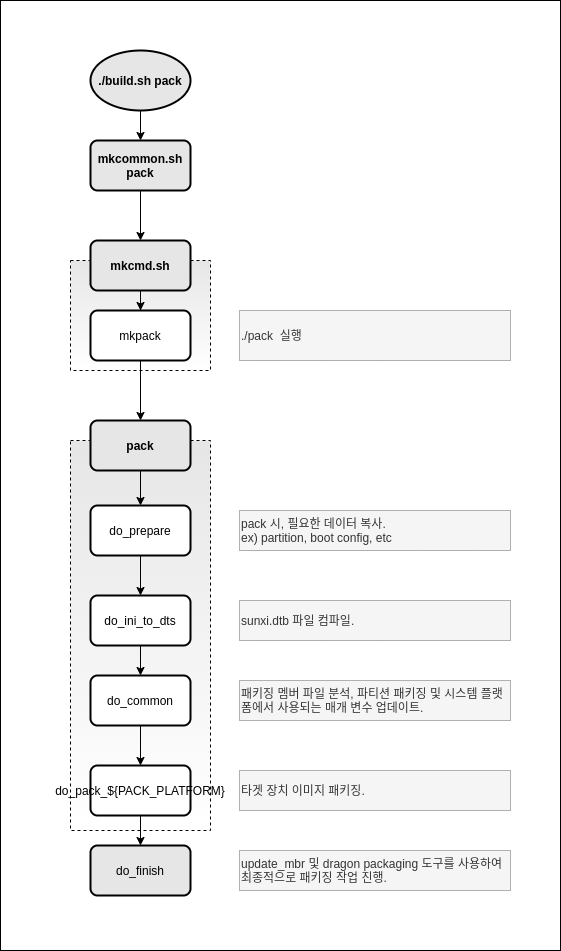 ./build.sh pack
mkcommon.sh
pack
mkcmd.sh
mkpack
./pack  실행
pack
do_prepare
pack 시, 필요한 데이터 복사.
ex) partition, boot config, etc
do_ini_to_dts
sunxi.dtb 파일 컴파일.
do_common
패키징 멤버 파일 분석, 파티션 패키징 및 시스템 플랫
폼에서 사용되는 매개 변수 업데이트.
do_pack_${PACK_PLATFORM}
타겟 장치 이미지 패키징.
do_finish
update_mbr 및 dragon packaging 도구를 사용하여
최종적으로 패키징 작업 진행.